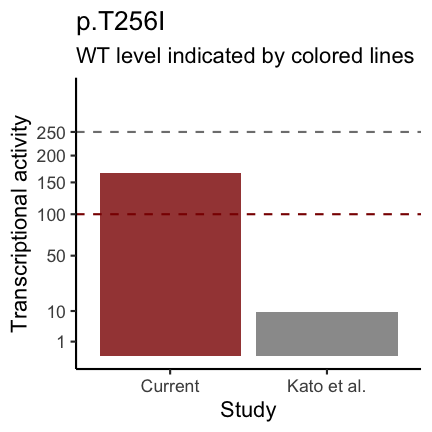 p.T256I
WT level indicated by colored lines
Transcriptional activity
250
200
150
100
50
10
1
Current
Kato et al.
Study